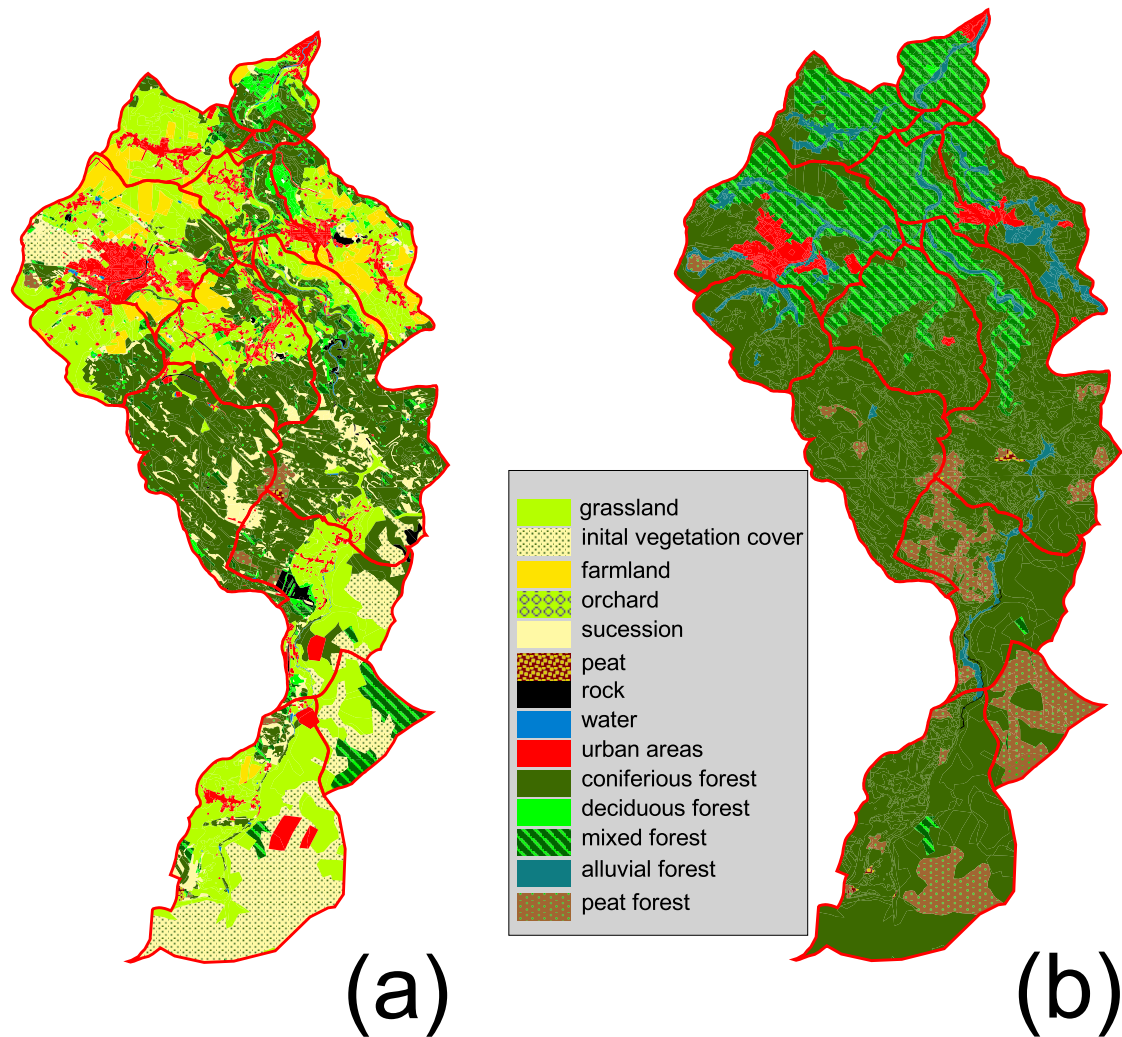 grassland
inital vegetation cover
farmland
orchard
sucession
peat
rock
water
urban areas
coniferious forest
deciduous forest
mixed forest
alluvial forest
peat forest
(a)
(b)